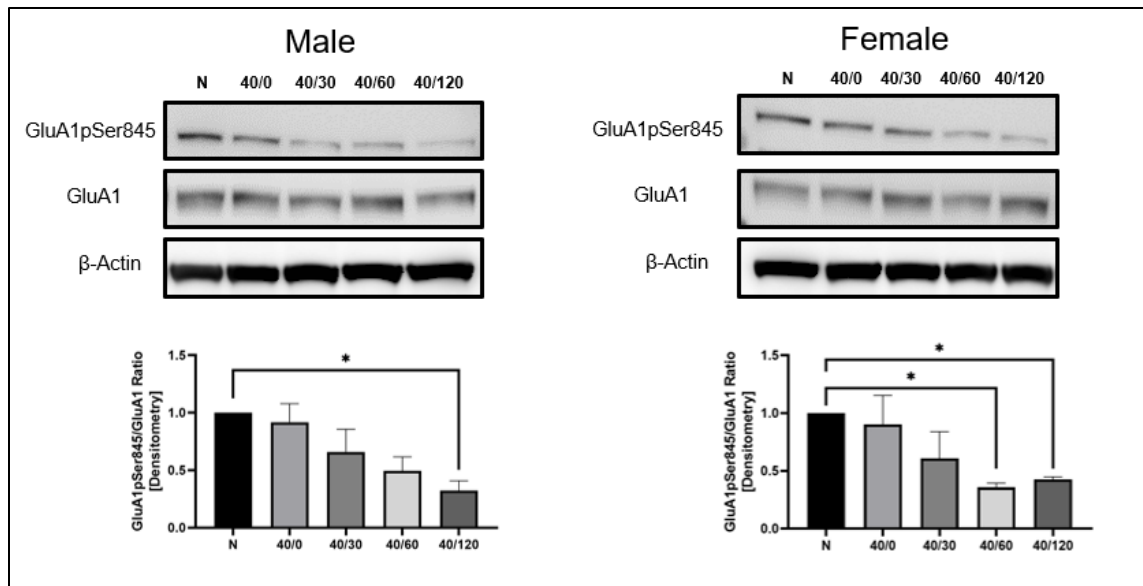 Male
N 40/0 40/30 40/60 40/120
GluA1pSer845
GluA1
β-Actin
GluA1pSer845/GluA1 Ratio
[Densitometry]
1.5
1.0
0.5
0.0
*
N 40/0 40/30 40/60 40/120
Female
N 40/0 40/30 40/60 40/120
GluA1pSer845
GluA1
β-Actin
GluA1pSer845/GluA1 Ratio
[Densitometry]
1.5
1.0
0.5
0.0
*
*
N 40/0 40/30 40/60 40/120